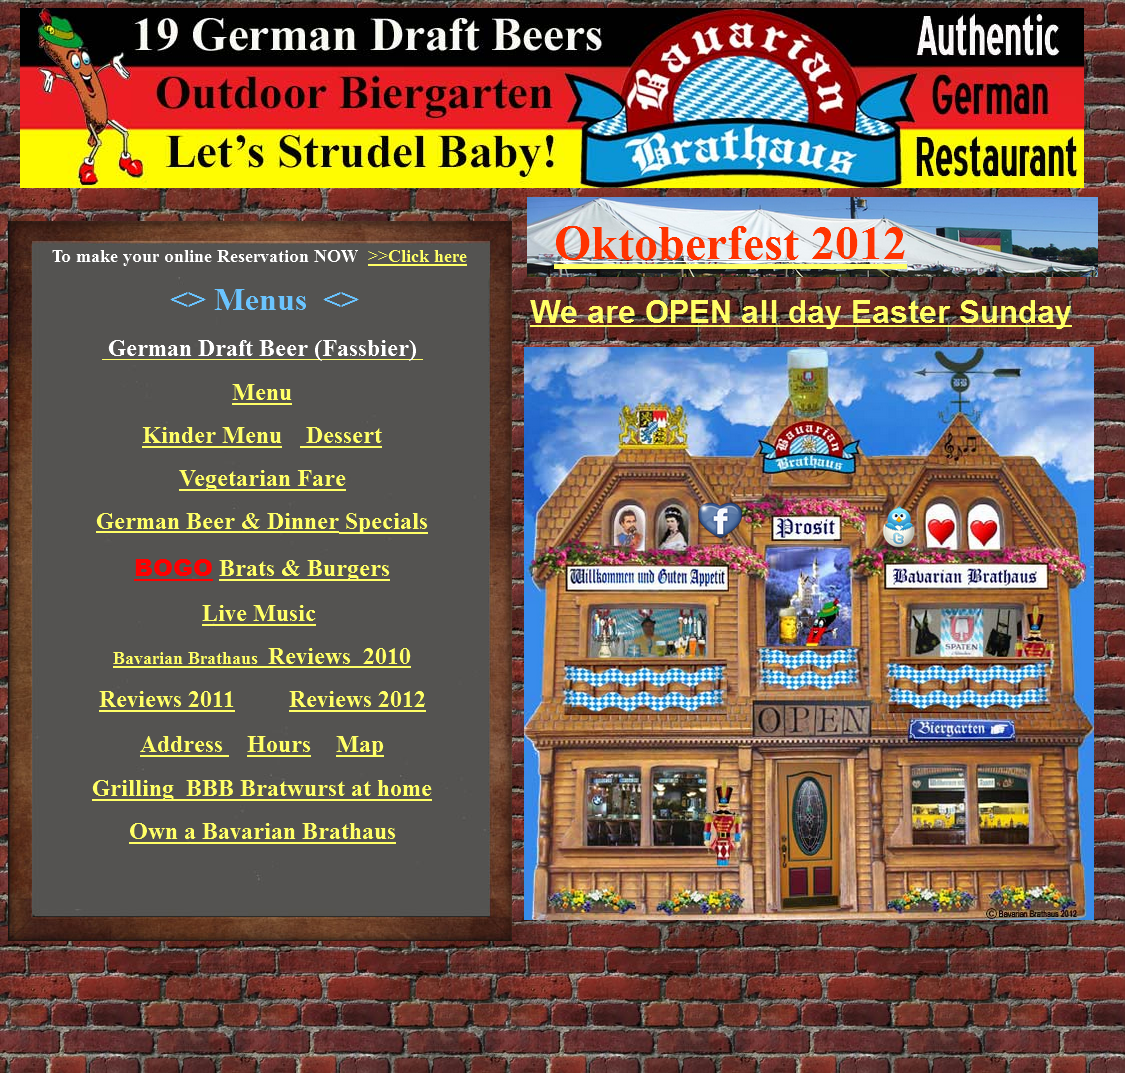 19 German Draft Beers
Outdoor Biergarten
Let's Strudel Baby!
Bavarian
Brathaus
Authentic
German
Restaurant
To make your online Reservation NOW >>Click here
<> Menus <>
German Draft Beer (Fassbier)
Menu
Kinder Menu Dessert
Vegetarian Fare
German Beer & Dinner Specials
BOGO Brats & Burgers
Live Music
Bavarian Brathaus Reviews 2010
Reviews 2011 Reviews 2012
Address Hours Map
Grilling BBB Bratwurst at home
Own a Bavarian Brathaus
Oktoberfest 2012
We are OPEN all day Easter Sunday
Bavarian
Brathaus
Prosit
Willkommen und Guten Appetit
Bavarian Brathaus
SPATEN
OPEN
Biergarten
© Bavarian Brathaus 2012